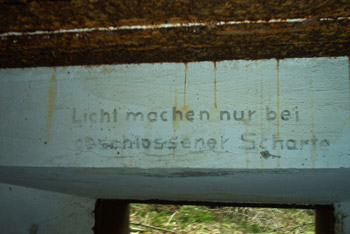 Licht machen nur bei
geschlossener Scharte